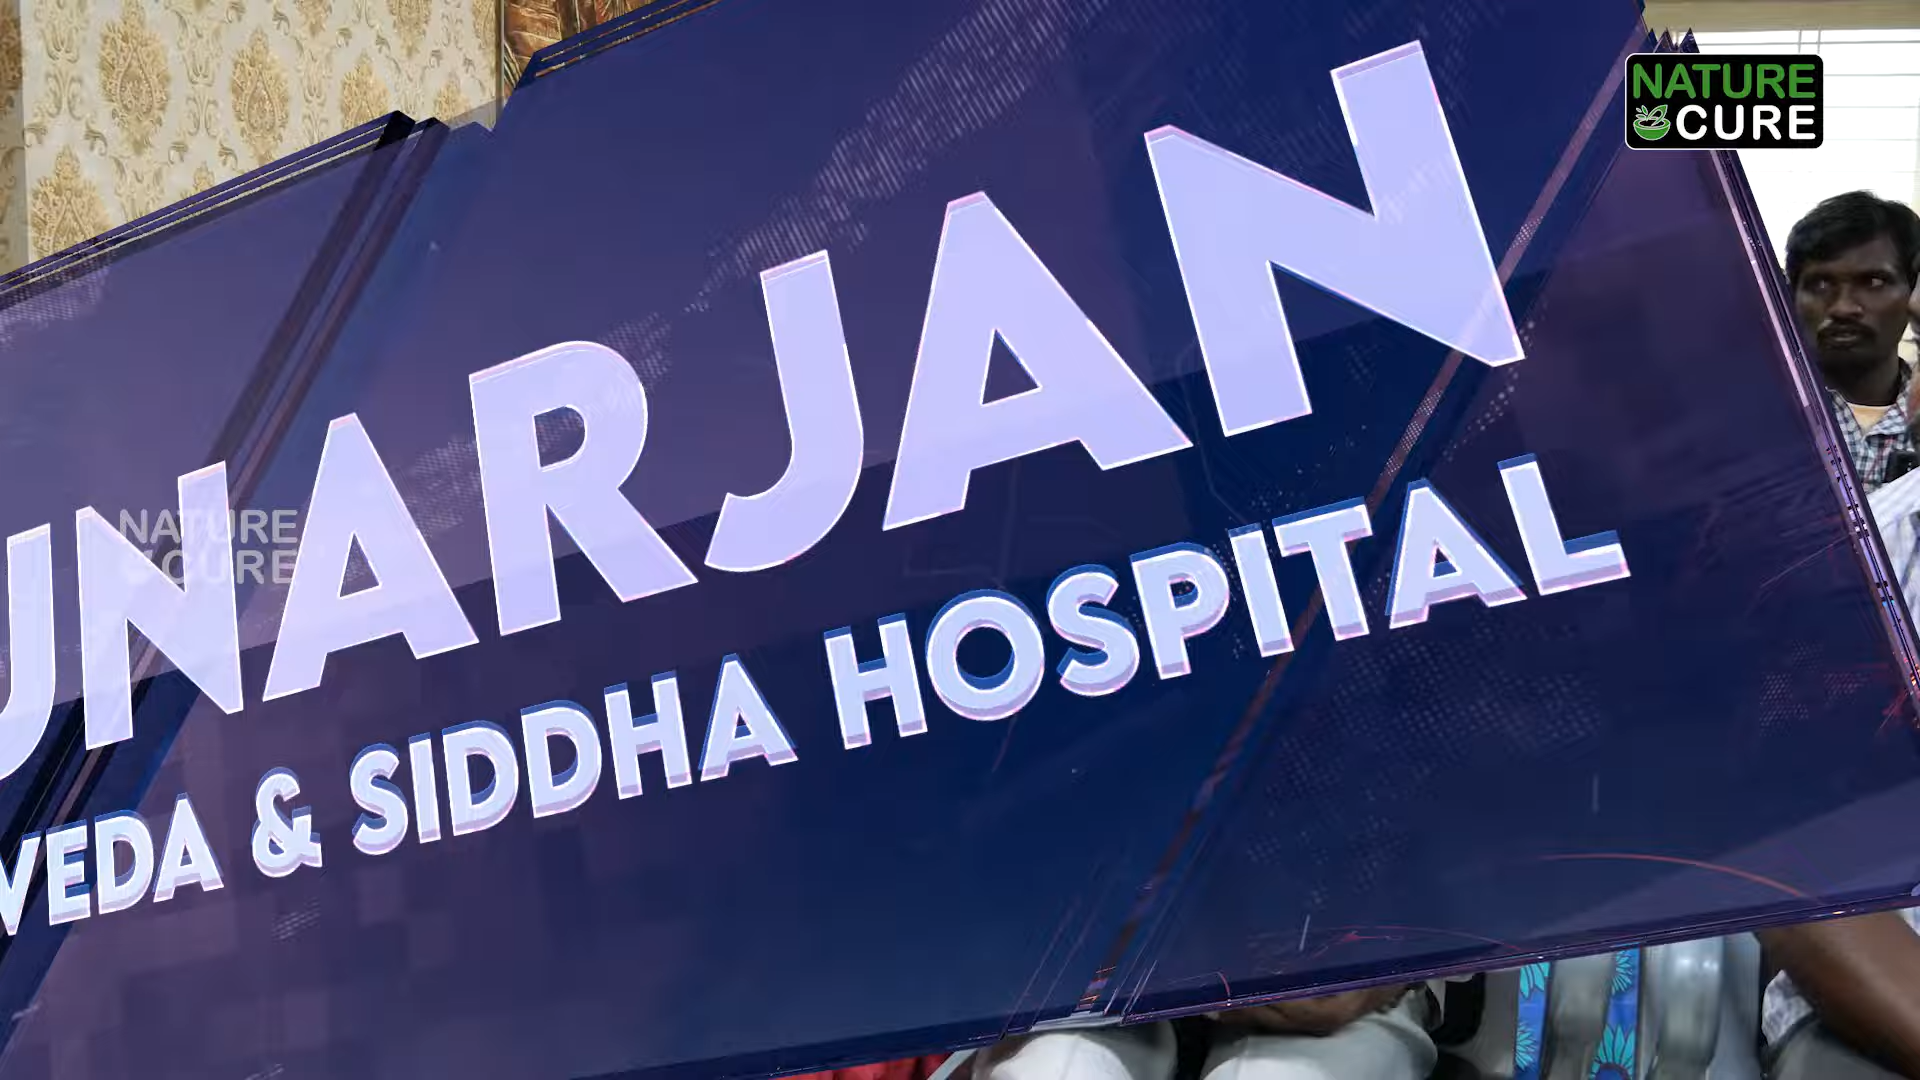 UNARJAN
VEDA & SIDDHA HOSPITAL
NATURE
CURE
NATURE
CURE